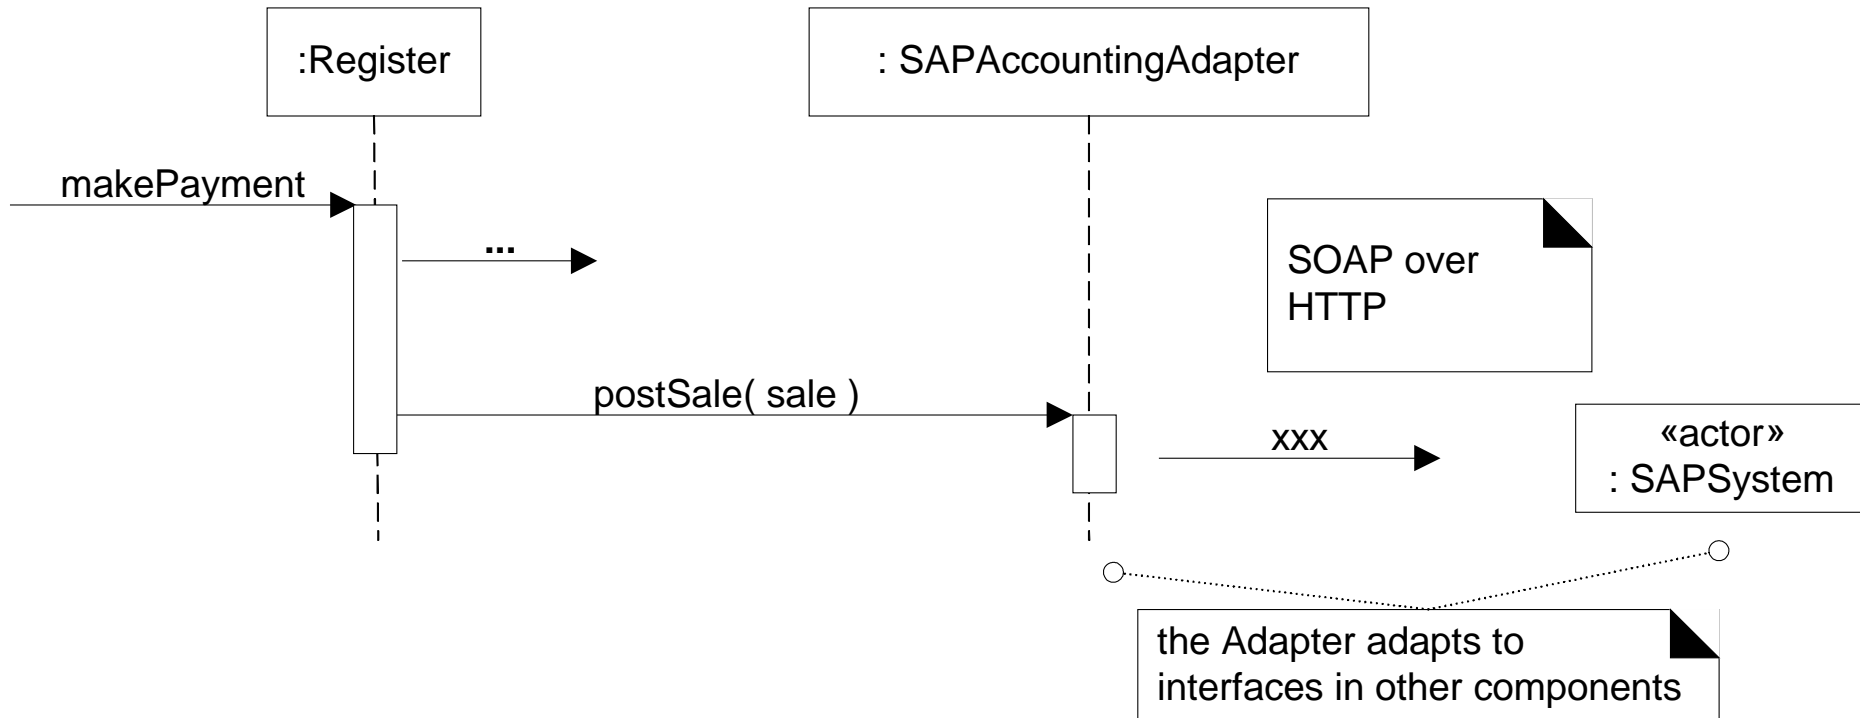 :Register
: SAPAccountingAdapter
makePayment
...
SOAP over
HTTP
postSale( sale )
xxx
«actor»
: SAPSystem
the Adapter adapts to
interfaces in other components